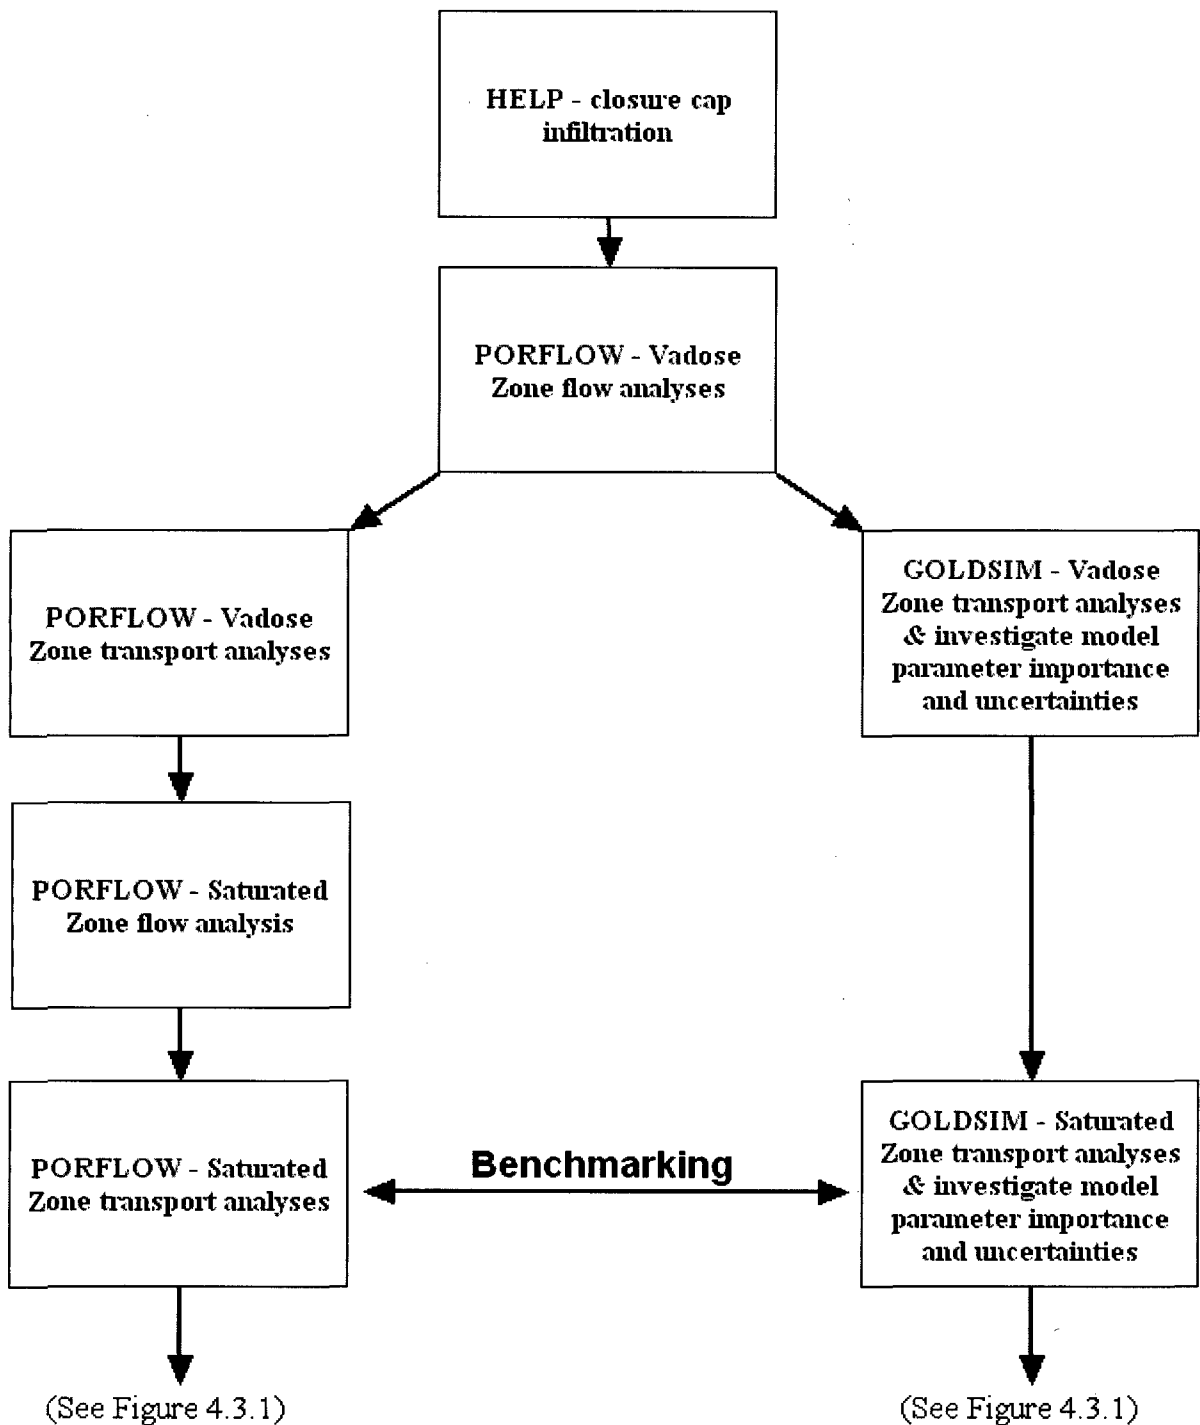 HELP - closure cap
infiltration
PORFLOW - Vadose
Zone flow analyses
PORFLOW - Vadose
Zone transport analyses
GOLDSIM - Vadose
Zone transport analyses
& investigate model
parameter importance
and uncertainties
PORFLOW - Saturated
Zone flow analysis
PORFLOW - Saturated
Zone transport analyses
Benchmarking
GOLDSIM - Saturated
Zone transport analyses
& investigate model
parameter importance
and uncertainties
(See Figure 4.3.1)
(See Figure 4.3.1)